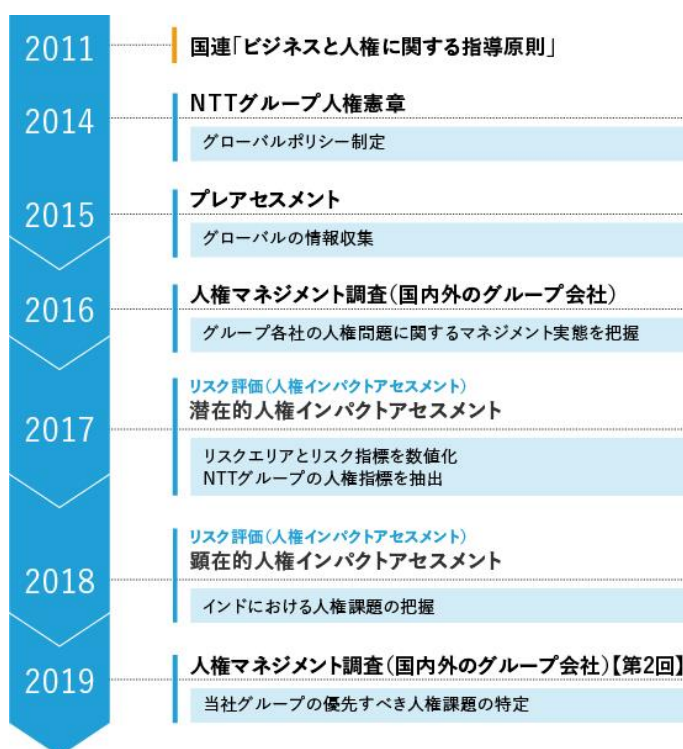 2011
国連「ビジネスと人権に関する指導原則」
2014
NTTグループ人権憲章
グローバルポリシー制定
2015
プレアセスメント
グローバルの情報収集
2016
人権マネジメント調査(国内外のグループ会社)
グループ各社の人権問題に関するマネジメント実態を把握
2017
リスク評価(人権インパクトアセスメント)
潜在的人権インパクトアセスメント
リスクエリアとリスク指標を数値化
NTTグループの人権指標を抽出
2018
リスク評価(人権インパクトアセスメント)
顕在的人権インパクトアセスメント
インドにおける人権課題の把握
2019
人権マネジメント調査(国内外のグループ会社)【第2回】
当社グループの優先すべき人権課題の特定